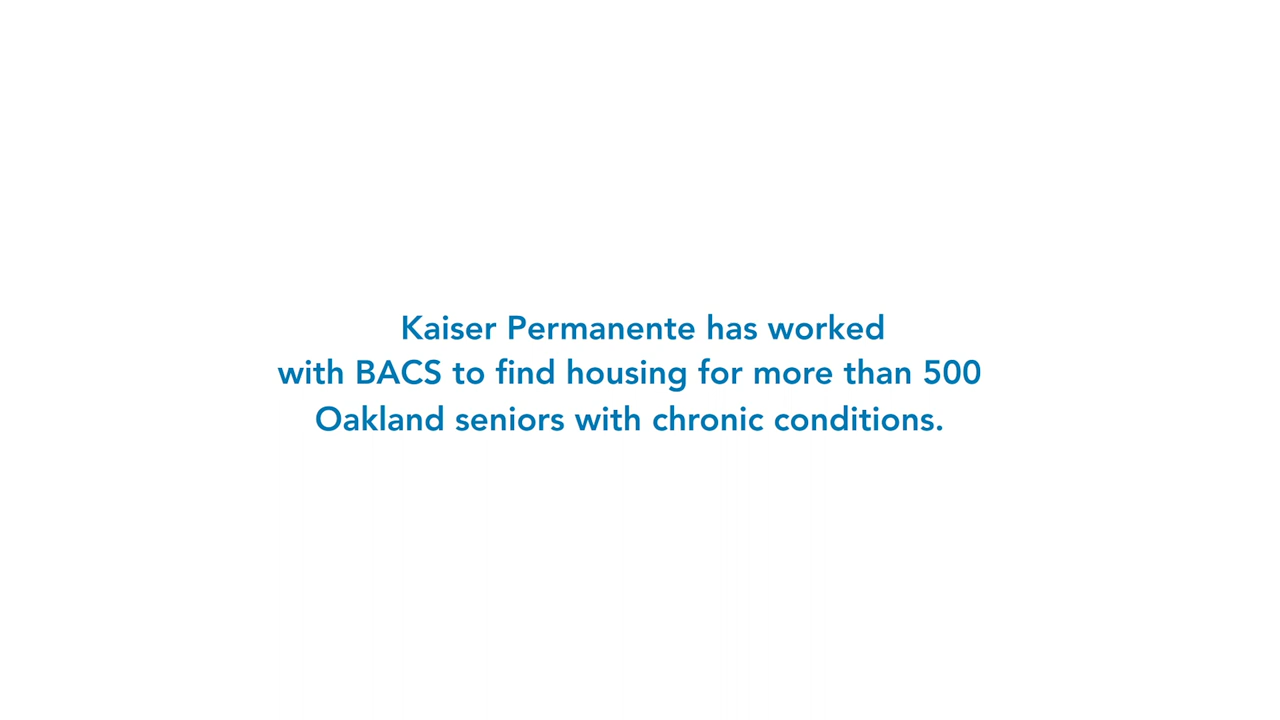 Kaiser Permanente has worked
with BACS to find housing for more than 500
Oakland seniors with chronic conditions.